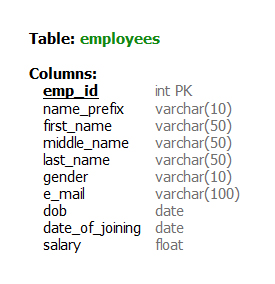 Table: employees
Columns:
emp_id int PK
name_prefix varchar(10)
first_name varchar(50)
middle_name varchar(50)
last_name varchar(50)
gender varchar(10)
e_mail varchar(100)
dob date
date_of_joining date
salary float